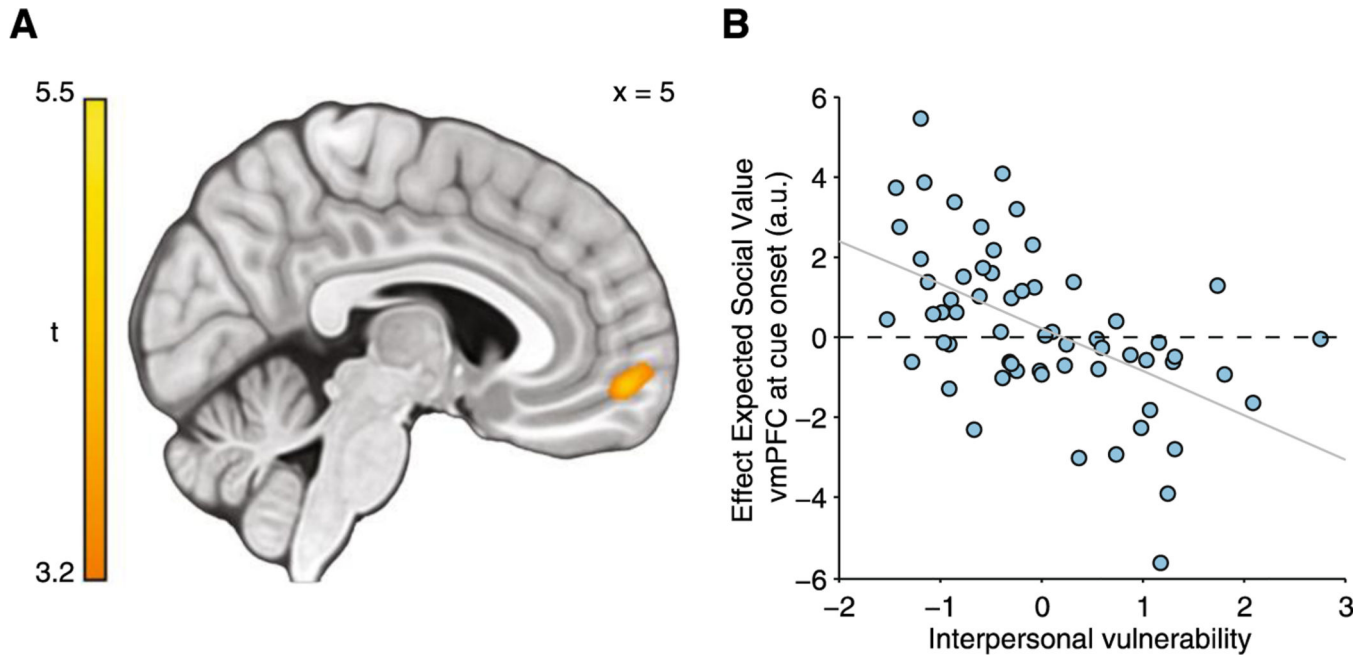 A
5.5
x = 5
t
3.2
B
Effect Expected Social Value
vmPFC at cue onset (a.u.)
6
4
2
0
−2
−4
−6
−2 −1 0 1 2 3
Interpersonal vulnerability